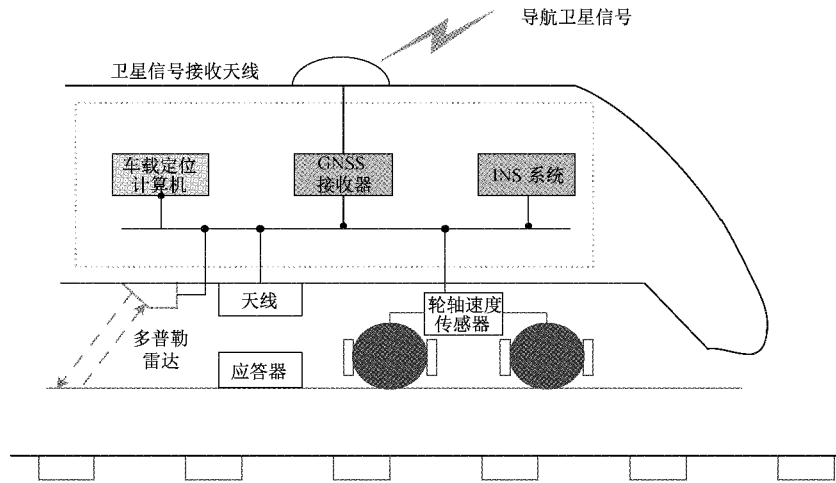 导航卫星信号
卫星信号接收天线
车载定位
计算机
GNSS
接收器
INS 系统
天线
轮轴速度
传感器
多普勒
雷达
应答器